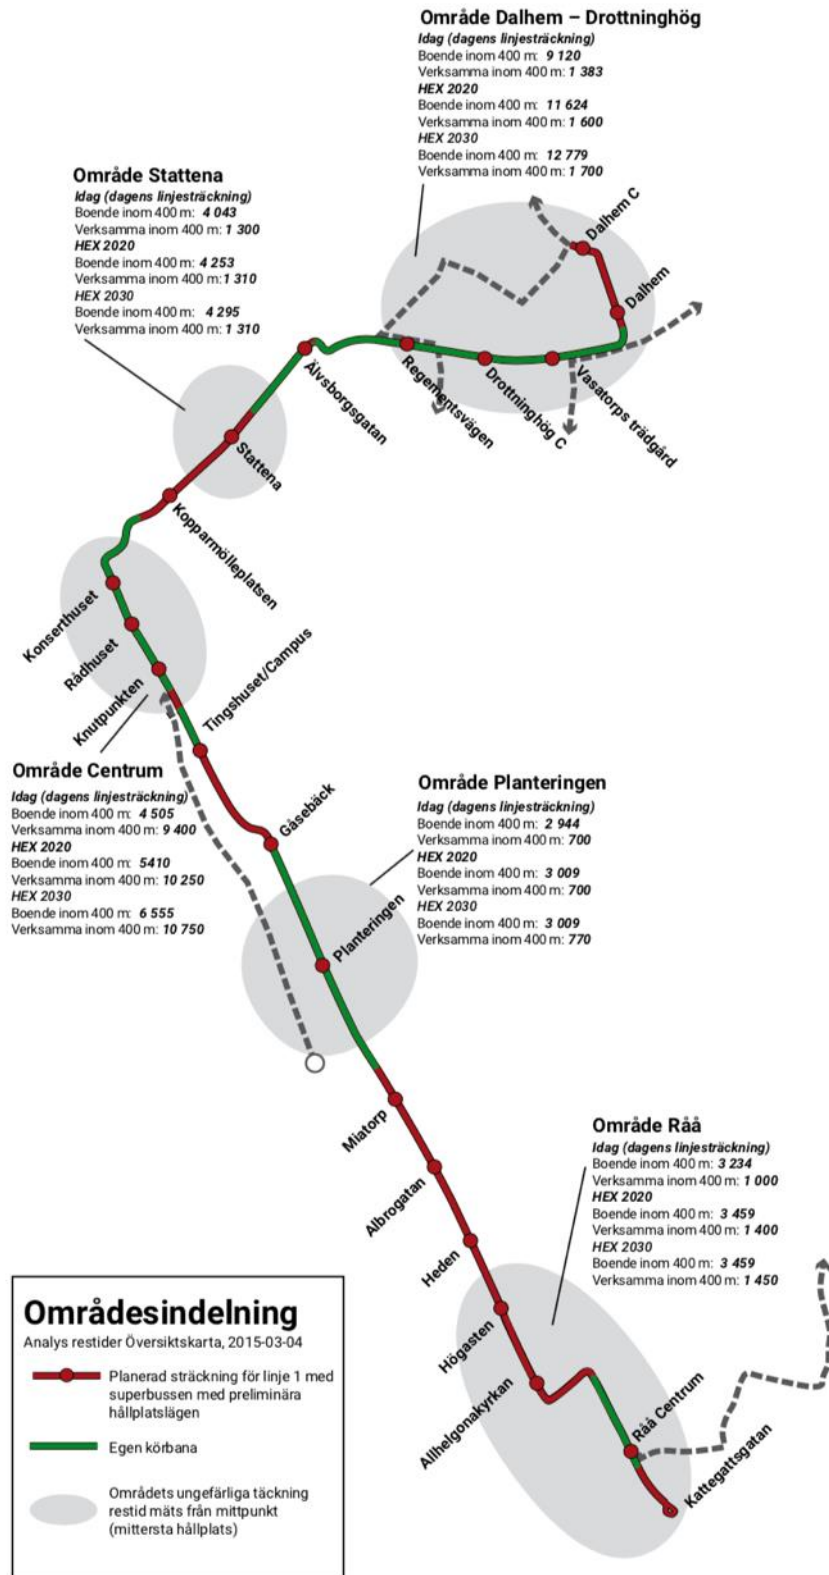 Område Dalhem – Drottninghög
Idag (dagens linjesträckning)
Boende inom 400 m: 9 120
Verksamma inom 400 m: 1 383
HEX 2020
Boende inom 400 m: 11 624
Verksamma inom 400 m: 1 600
HEX 2030
Boende inom 400 m: 12 779
Verksamma inom 400 m: 1 700
Område Stattena
Idag (dagens linjesträckning)
Boende inom 400 m: 4 043
Verksamma inom 400 m: 1 300
HEX 2020
Boende inom 400 m: 4 253
Verksamma inom 400 m: 1 310
HEX 2030
Boende inom 400 m: 4 295
Verksamma inom 400 m: 1 310
Dalhem C
Dalhem
Vasatorps trädgård
Drottninghög C
Regementsvägen
Älvsborgsgatan
Stattena
Kopparmölleplatsen
Konserthuset
Rådhuset
Knutpunkten
Tingshuset/Campus
Område Centrum
Idag (dagens linjesträckning)
Boende inom 400 m: 4 505
Verksamma inom 400 m: 9 400
HEX 2020
Boende inom 400 m: 5410
Verksamma inom 400 m: 10 250
HEX 2030
Boende inom 400 m: 6 555
Verksamma inom 400 m: 10 750
Gåsebäck
Område Planteringen
Idag (dagens linjesträckning)
Boende inom 400 m: 2 944
Verksamma inom 400 m: 700
HEX 2020
Boende inom 400 m: 3 009
Verksamma inom 400 m: 700
HEX 2030
Boende inom 400 m: 3 009
Verksamma inom 400 m: 770
Planteringen
Miatorp
Albrogatan
Heden
Högasten
Allhelgonakyrkan
Råå Centrum
Kattegattsgatan
Område Råå
Idag (dagens linjesträckning)
Boende inom 400 m: 3 234
Verksamma inom 400 m: 1 000
HEX 2020
Boende inom 400 m: 3 459
Verksamma inom 400 m: 1 400
HEX 2030
Boende inom 400 m: 3 459
Verksamma inom 400 m: 1 450
Områdesindelning
Analys restider Översiktskarta, 2015-03-04
Planerad sträckning för linje 1 med
superbussen med preliminära
hållplatslägen
Egen körbana
Områdets ungefärliga täckning
restid mäts från mittpunkt
(mittersta hållplats)